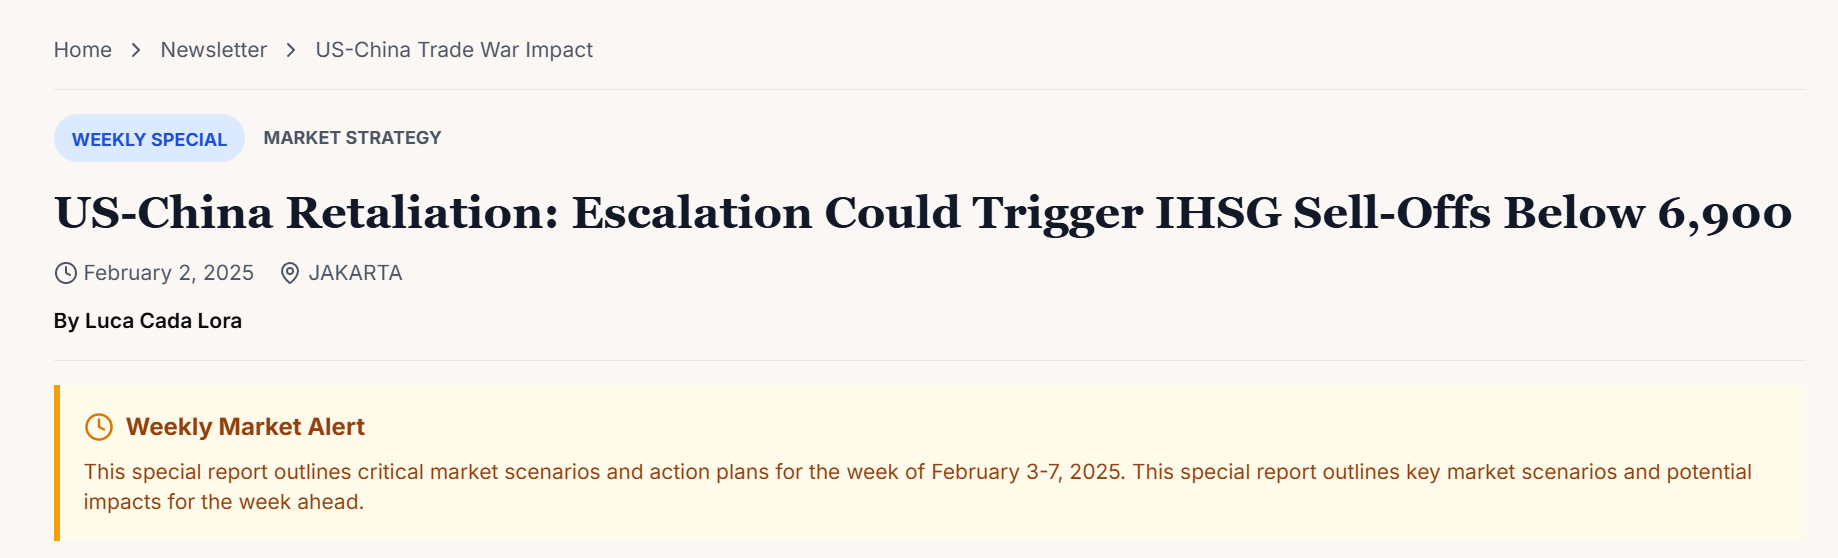 Home > Newsletter > US-China Trade War Impact
WEEKLY SPECIAL MARKET STRATEGY
US-China Retaliation: Escalation Could Trigger IHSG Sell-Offs Below 6,900
February 2, 2025 JAKARTA
By Luca Cada Lora
Weekly Market Alert
This special report outlines critical market scenarios and action plans for the week of February 3-7, 2025. This special report outlines key market scenarios and potential
impacts for the week ahead.